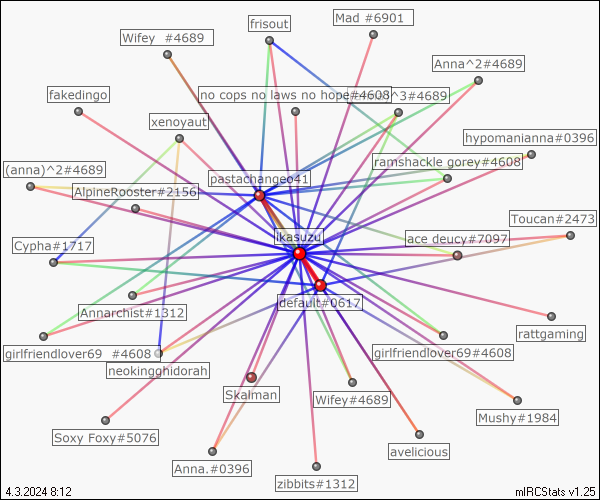 frisout
Mad #6901
Wifey  #4689
Anna^2#4689
fakedingo
no cops no laws no hope#4608
^3#4689
xenoyaut
hypomanianna#0396
ramshackle gorey#4608
(anna)^2#4689
pastachangeo41
AlpineRooster#2156
Toucan#2473
ikasuzu
ace deucy#7097
Cypha#1717
default#0617
Annarchist#1312
rattgaming
girlfriendlover69  #4608
girlfriendlover69#4608
neokingghidorah
Skalman
Wifey#4689
Mushy#1984
Soxy Foxy#5076
avelicious
Anna.#0396
zibbits#1312
4.3.2024 8:12
mIRCStats v1.25